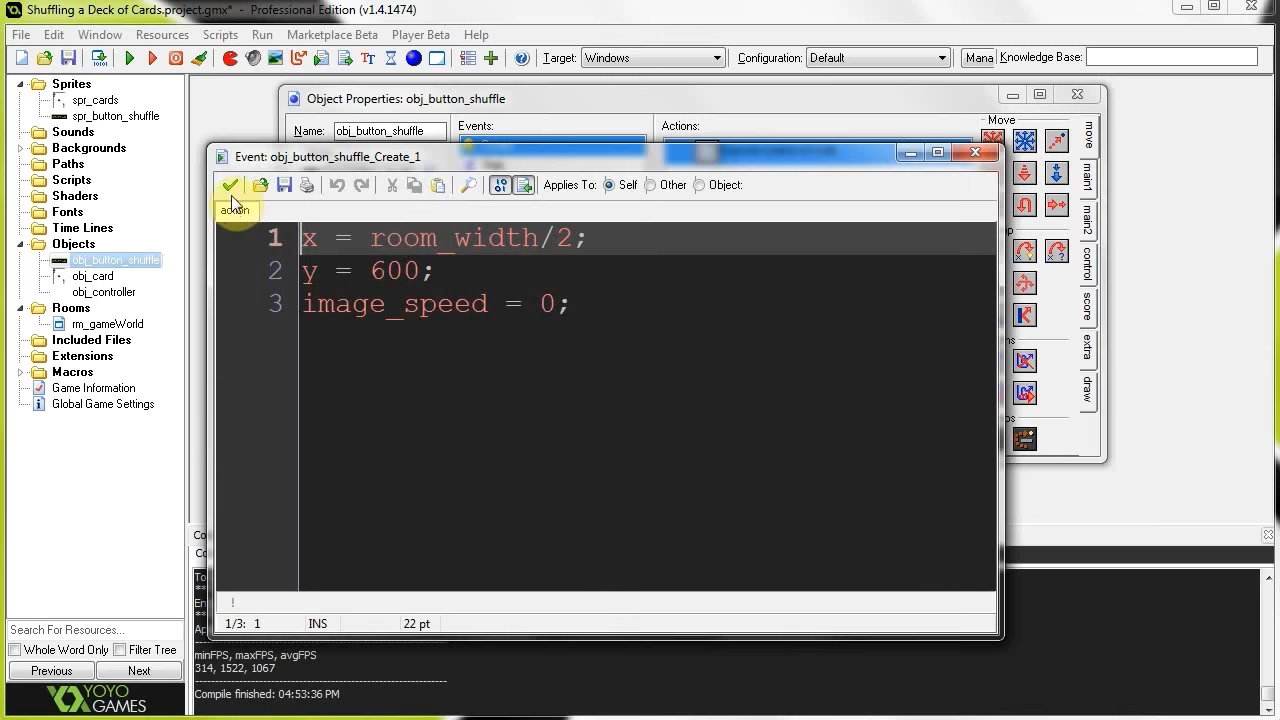 Shuffling a Deck of Cards.project.gmx* - Professional Edition (v1.4.1474)
File Edit Window Resources Scripts Run Marketplace Beta Player Beta Help
Target: Windows Configuration: Default Mana Knowledge Base:
Sprites
spr_cards
spr_button_shuffle
Sounds
Backgrounds
Paths
Scripts
Shaders
Fonts
Time Lines
Objects
obj_button_shuffle
obj_card
obj_controller
Rooms
rm_gameWorld
Included Files
Extensions
Macros
Game Information
Global Game Settings
Search For Resources...
Whole Word Only Filter Tree
Previous Next
YOYO
GAMES
Object Properties: obj_button_shuffle
Name: obj_button_shuffle Events: Actions:
Move
move
main1
main2
control
score
extra
draw
Event: obj_button_shuffle_Create_1
Applies To: Self Other Object:
action
1 x = room_width/2;
2 y = 600;
3 image_speed = 0;
!
1/3: 1 INS 22 pt
minFPS, maxFPS, avgFPS
314, 1522, 1067
Compile finished: 04:53:36 PM